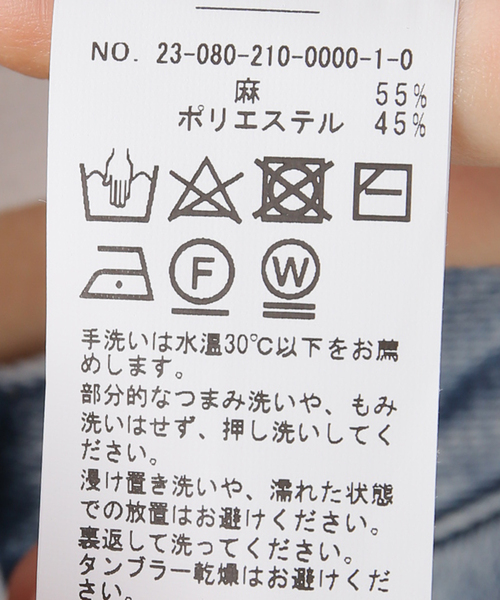 NO. 23-080-210-0000-1-0
麻 55%
ポリエステル 45%
F W
手洗いは水温30℃以下をお薦
めします。
部分的なつまみ洗いや、もみ
洗いはせず、押し洗いしてく
ださい。
浸け置き洗いや、濡れた状態
での放置はお避けください。
裏返して洗ってください。
タンブラー乾燥はお避けくだ
さい。